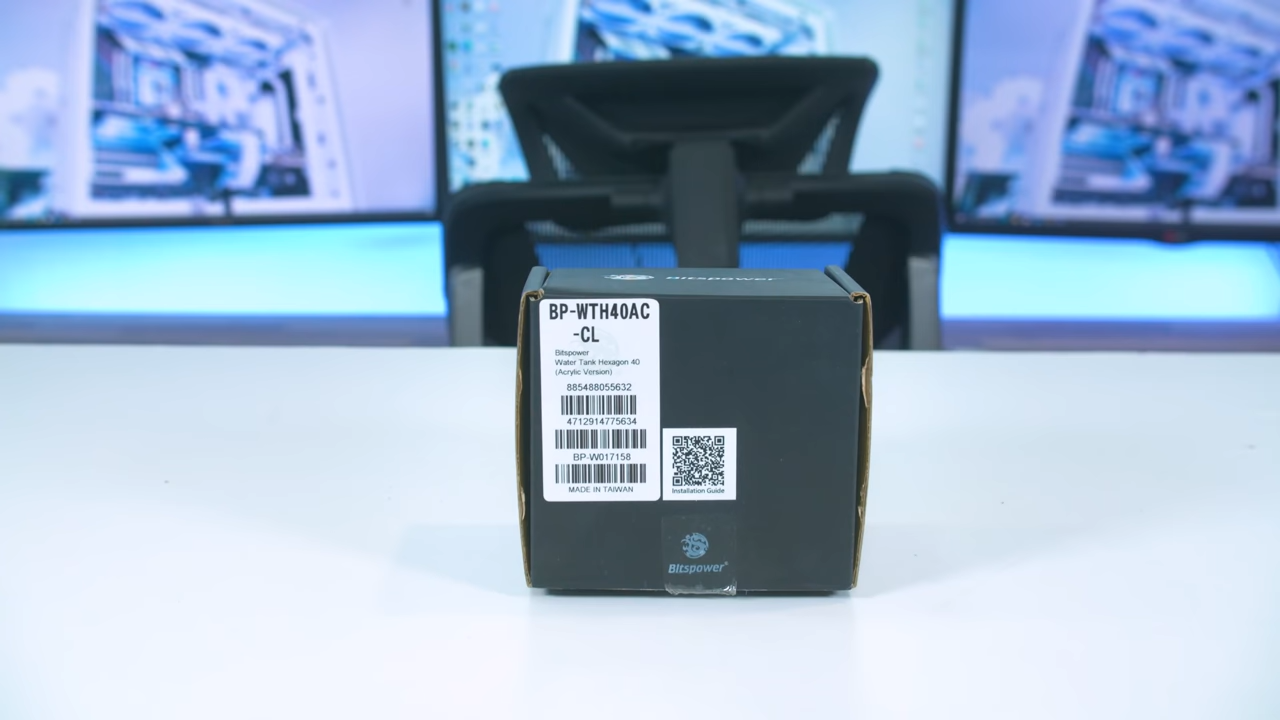 Bitspower
BP-WTH40AC
-CL
Bitspower
Water Tank Hexagon 40
(Acrylic Version)
885488055632
4712914775634
BP-W017158
MADE IN TAIWAN
Installation Guide
Bitspower®